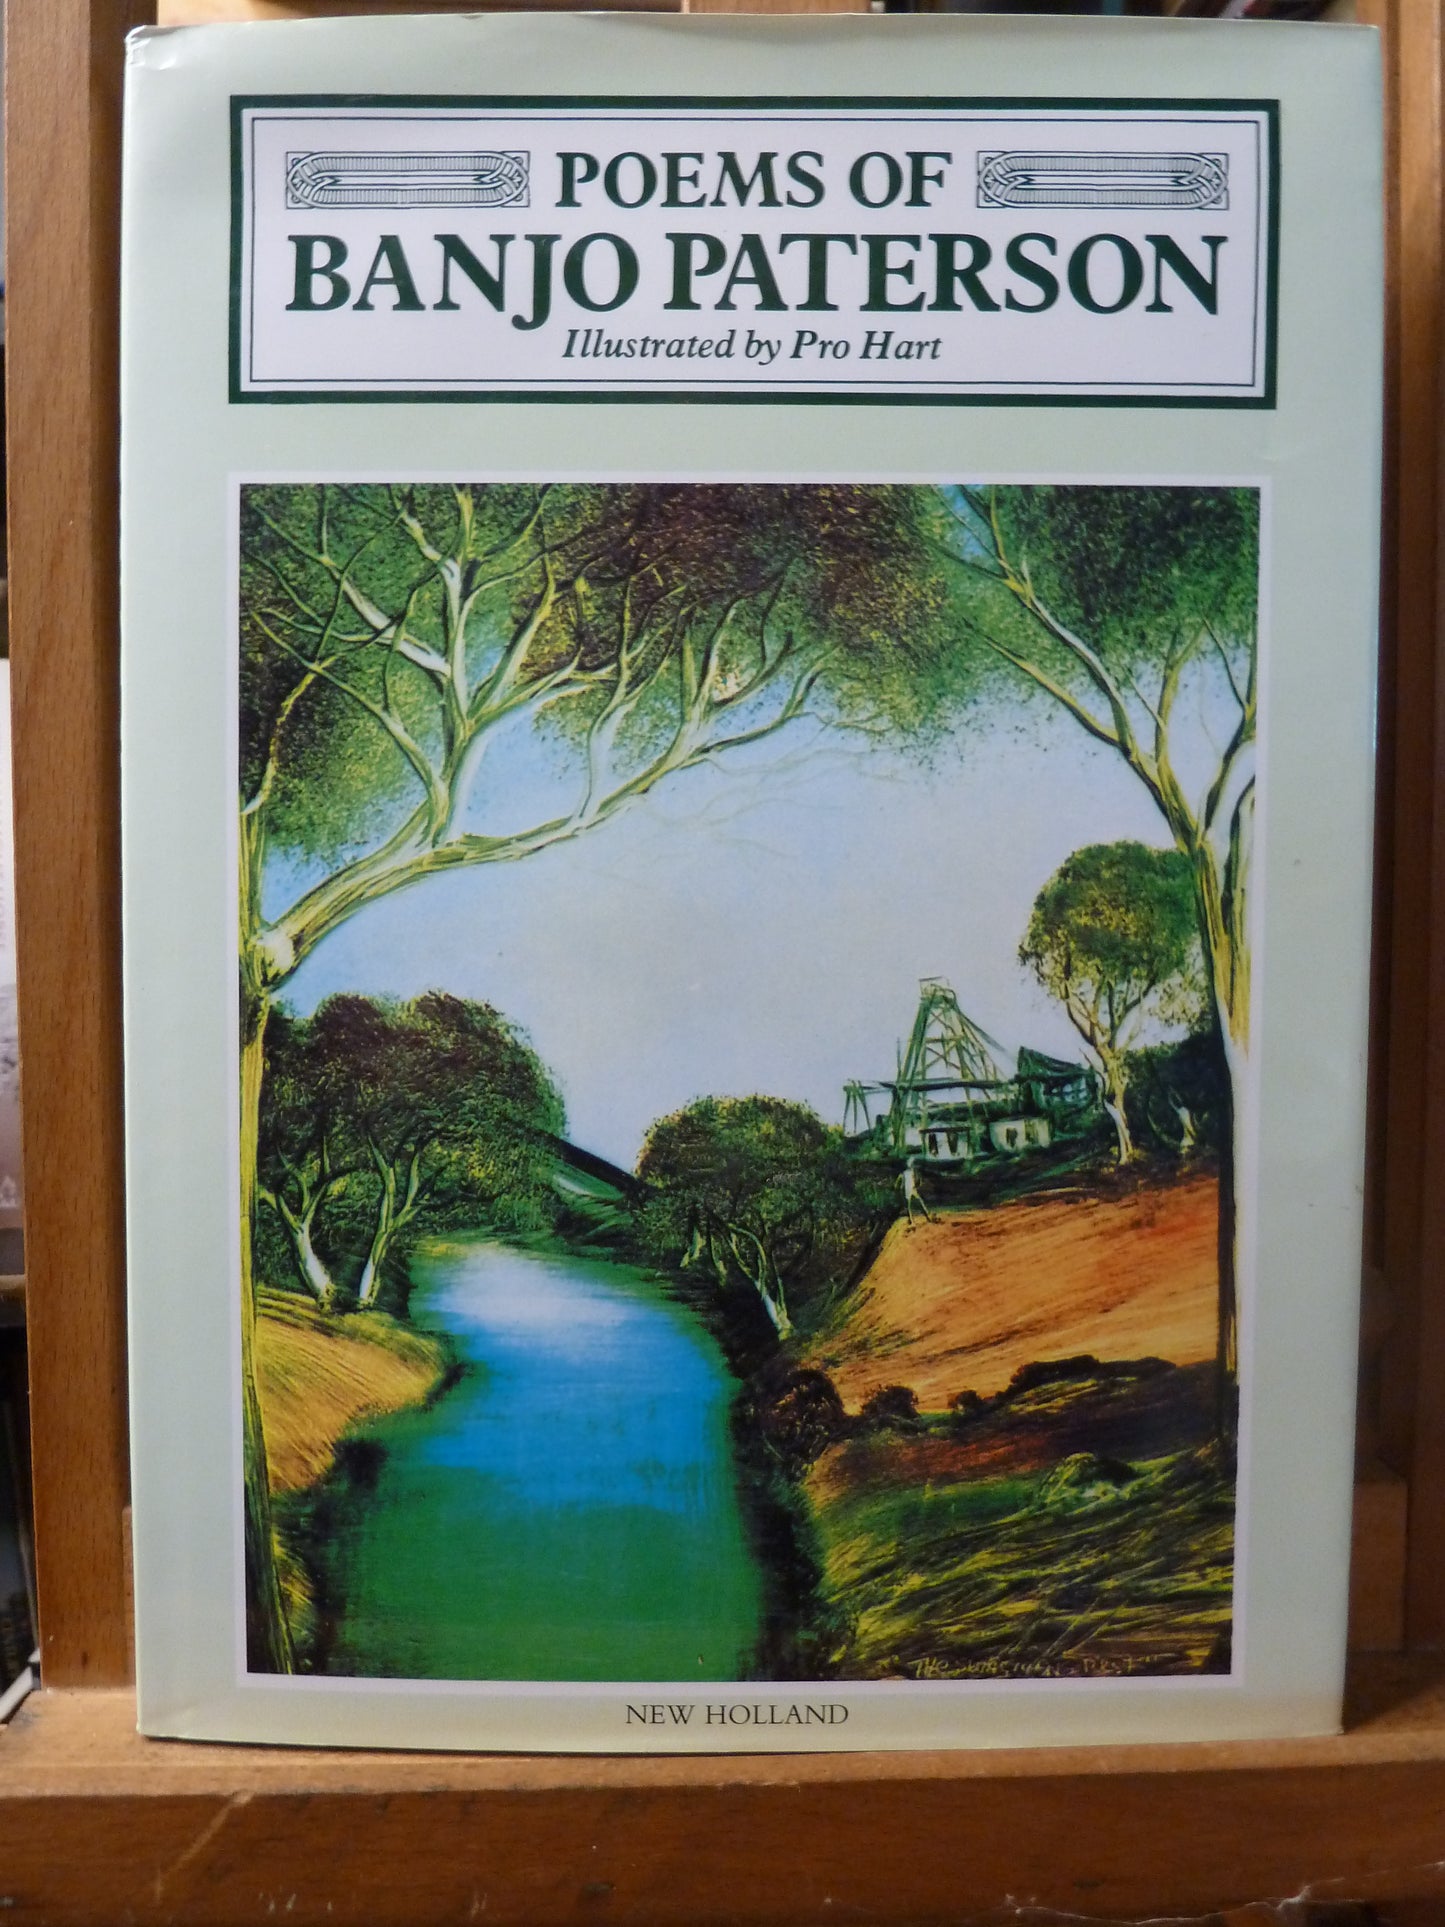 POEMS OF
BANJO PATERSON
Illustrated by Pro Hart
NEW HOLLAND